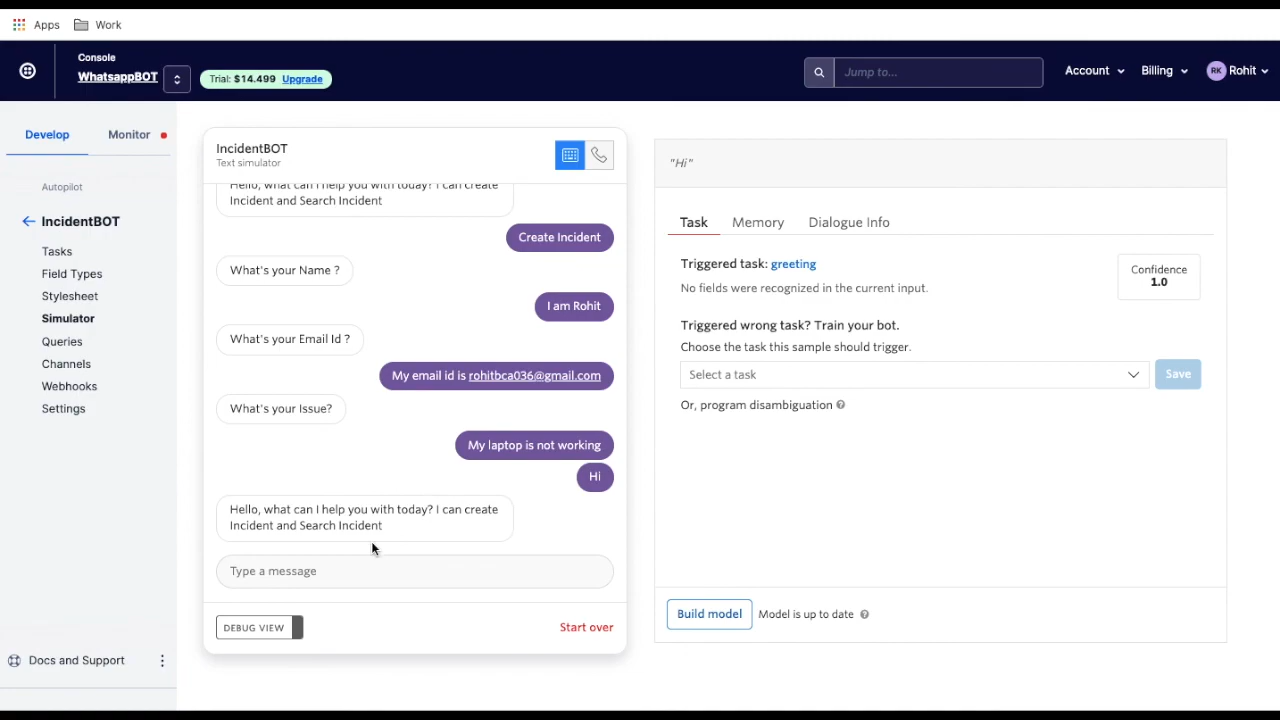 Apps
Work
Console
WhatsappBOT
Trial: $14.499 Upgrade
Jump to...
Account
Billing
RK Rohit
Develop
Monitor
Autopilot
IncidentBOT
Tasks
Field Types
Stylesheet
Simulator
Queries
Channels
Webhooks
Settings
Docs and Support
IncidentBOT
Text simulator
Hello, what can I help you with today? I can create
Incident and Search Incident
Create Incident
What's your Name ?
I am Rohit
What's your Email Id ?
My email id is rohitbca036@gmail.com
What's your Issue?
My laptop is not working
Hi
Hello, what can I help you with today? I can create
Incident and Search Incident
Type a message
DEBUG VIEW
Start over
"Hi"
Task
Memory
Dialogue Info
Triggered task: greeting
No fields were recognized in the current input.
Confidence
1.0
Triggered wrong task? Train your bot.
Choose the task this sample should trigger.
Select a task
Save
Or, program disambiguation
Build model
Model is up to date